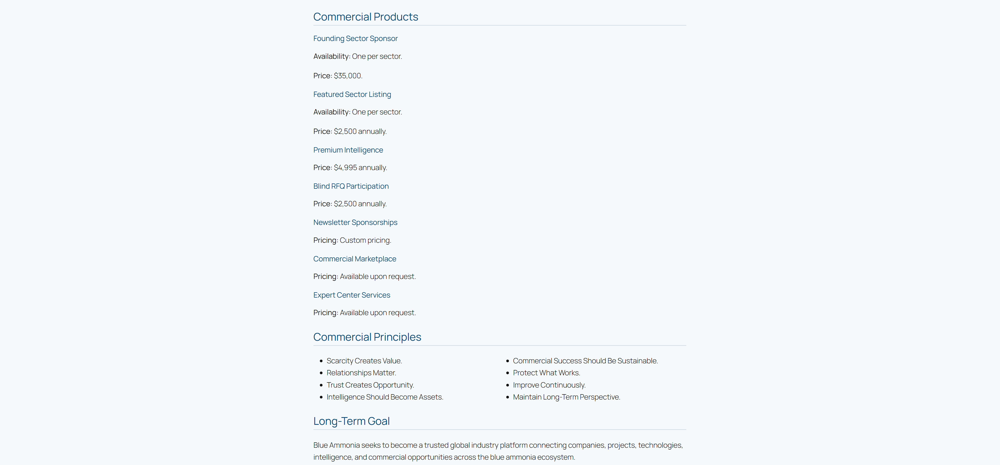 Commercial Products
Founding Sector Sponsor
Availability: One per sector.
Price: $35,000.
Featured Sector Listing
Availability: One per sector.
Price: $2,500 annually.
Premium Intelligence
Price: $4,995 annually.
Blind RFQ Participation
Price: $2,500 annually.
Newsletter Sponsorships
Pricing: Custom pricing.
Commercial Marketplace
Pricing: Available upon request.
Expert Center Services
Pricing: Available upon request.
Commercial Principles
Scarcity Creates Value.
Relationships Matter.
Trust Creates Opportunity.
Intelligence Should Become Assets.
Commercial Success Should Be Sustainable.
Protect What Works.
Improve Continuously.
Maintain Long-Term Perspective.
Long-Term Goal
Blue Ammonia seeks to become a trusted global industry platform connecting companies, projects, technologies,
intelligence, and commercial opportunities across the blue ammonia ecosystem.